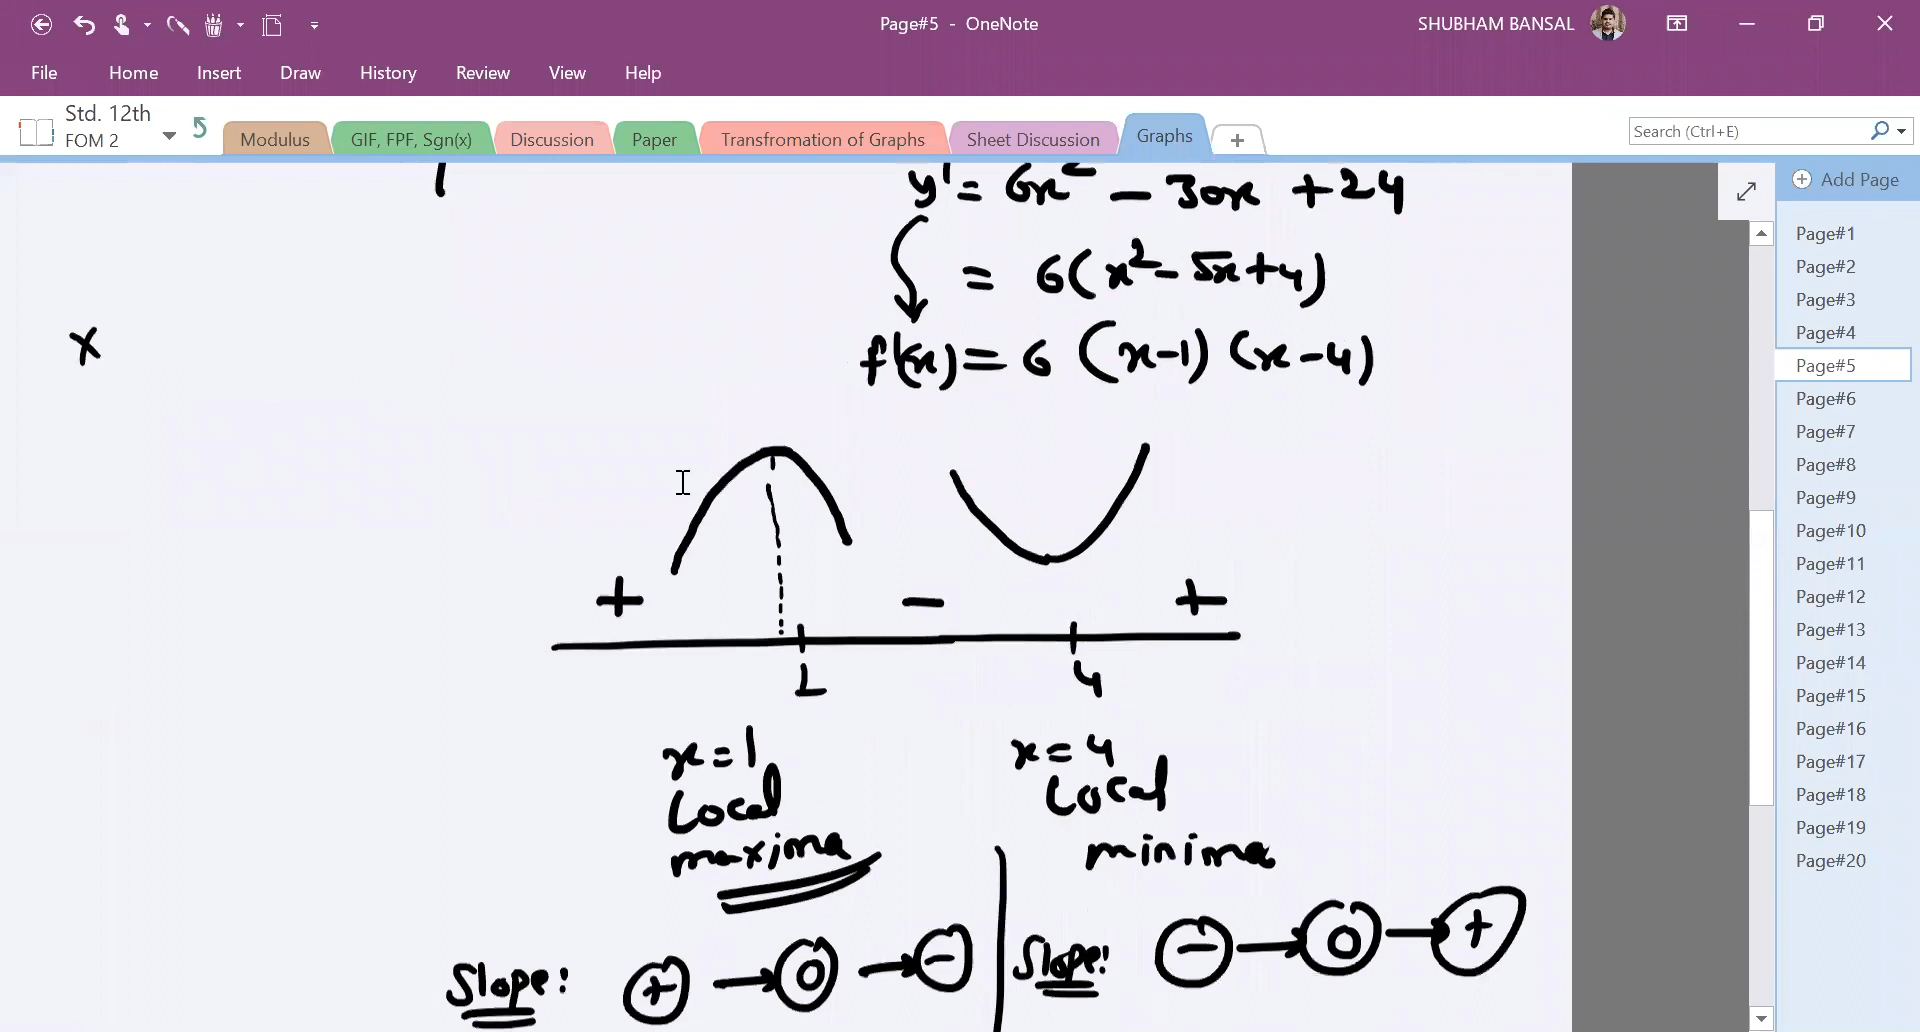 Page#5 - OneNote
SHUBHAM BANSAL
File Home Insert Draw History Review View Help
Std. 12th
FOM 2
Modulus GIF, FPF, Sgn(x) Discussion Paper Transfromation of Graphs Sheet Discussion Graphs +
Search (Ctrl+E)
Add Page
Page#1
Page#2
Page#3
Page#4
Page#5
Page#6
Page#7
Page#8
Page#9
Page#10
Page#11
Page#12
Page#13
Page#14
Page#15
Page#16
Page#17
Page#18
Page#19
Page#20
y' = 6x² - 30x + 24
= 6(x² - 5x + 4)
f'(x) = 6 (x-1) (x-4)
x
+ - +
1 4
x = 1
Local
maxima
x = 4
Local
minima
Slope: + → 0 → -
Slope: - → 0 → +